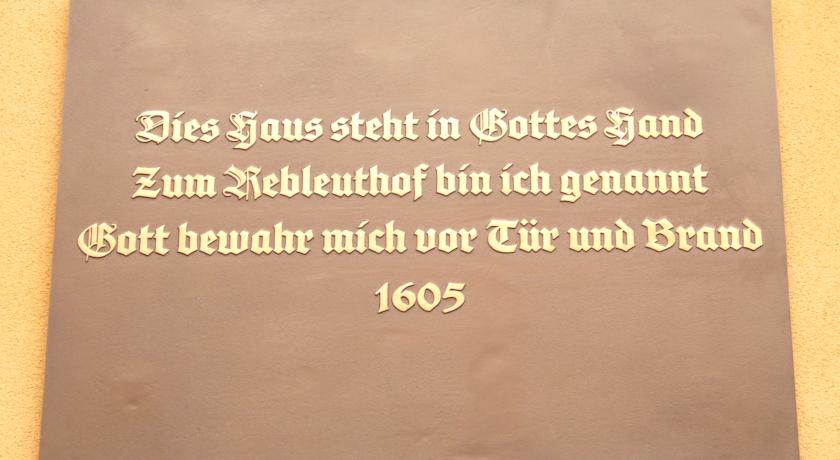 Dies Haus steht in Gottes Hand
Zum Rebleuthof bin ich genannt
Gott bewahr mich vor Tür und Brand
1605